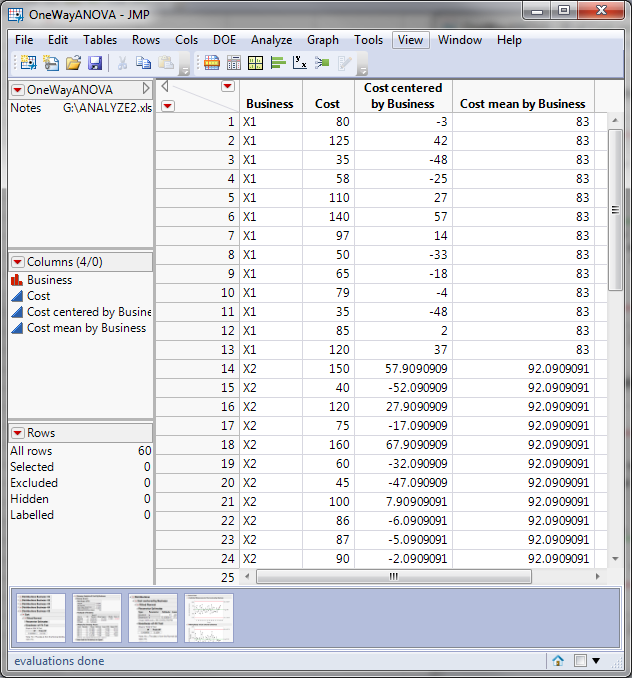 OneWayANOVA - JMP
File Edit Tables Rows Cols DOE Analyze Graph Tools View Window Help
OneWayANOVA
Notes G:\ANALYZE2.xls
Columns (4/0)
Business
Cost
Cost centered by Busine
Cost mean by Business
Rows
All rows 60
Selected 0
Excluded 0
Hidden 0
Labelled 0
Business Cost Cost centered by Business Cost mean by Business
1 X1 80 -3 83
2 X1 125 42 83
3 X1 35 -48 83
4 X1 58 -25 83
5 X1 110 27 83
6 X1 140 57 83
7 X1 97 14 83
8 X1 50 -33 83
9 X1 65 -18 83
10 X1 79 -4 83
11 X1 35 -48 83
12 X1 85 2 83
13 X1 120 37 83
14 X2 150 57.9090909 92.0909091
15 X2 40 -52.090909 92.0909091
16 X2 120 27.9090909 92.0909091
17 X2 75 -17.090909 92.0909091
18 X2 160 67.9090909 92.0909091
19 X2 60 -32.090909 92.0909091
20 X2 45 -47.090909 92.0909091
21 X2 100 7.90909091 92.0909091
22 X2 86 -6.0909091 92.0909091
23 X2 87 -5.0909091 92.0909091
24 X2 90 -2.0909091 92.0909091
25
evaluations done